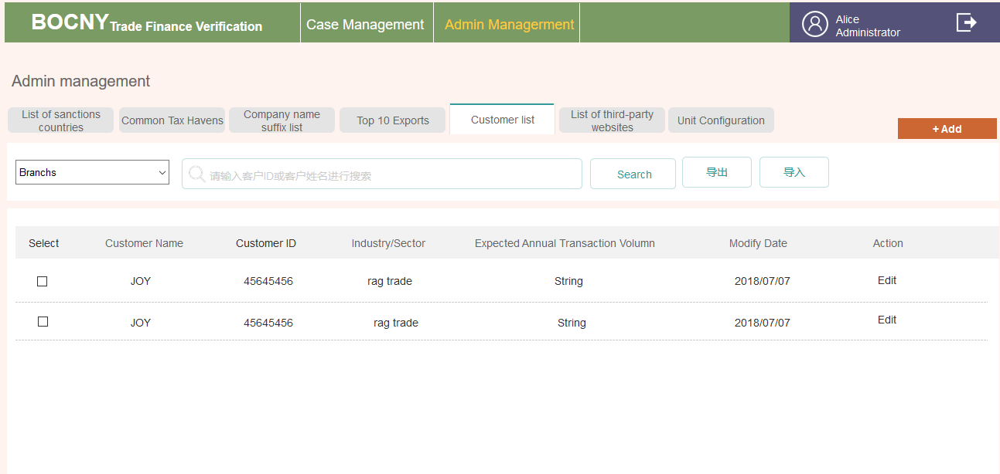 BOCNY Trade Finance Verification
Case Management
Admin Managerment
Alice
Administrator
Admin management
List of sanctions
countries
Common Tax Havens
Company name
suffix list
Top 10 Exports
Customer list
List of third-party
websites
Unit Configuration
+ Add
Branchs
请输入客户ID或客户姓名进行搜索
Search
导出
导入
Select Customer Name Customer ID Industry/Sector Expected Annual Transaction Volumn Modify Date Action
JOY 45645456 rag trade String 2018/07/07 Edit
JOY 45645456 rag trade String 2018/07/07 Edit